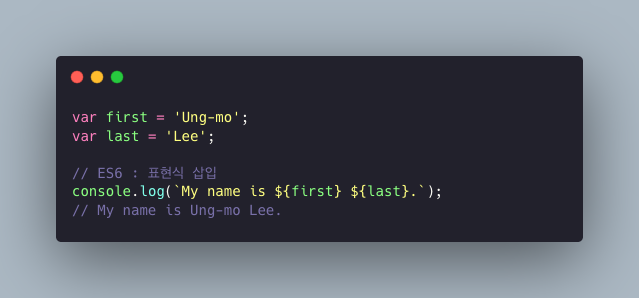 var first = 'Ung-mo';
var last = 'Lee';
// ES6 : 표현식 삽입
console.log(`My name is ${first} ${last}.`);
// My name is Ung-mo Lee.